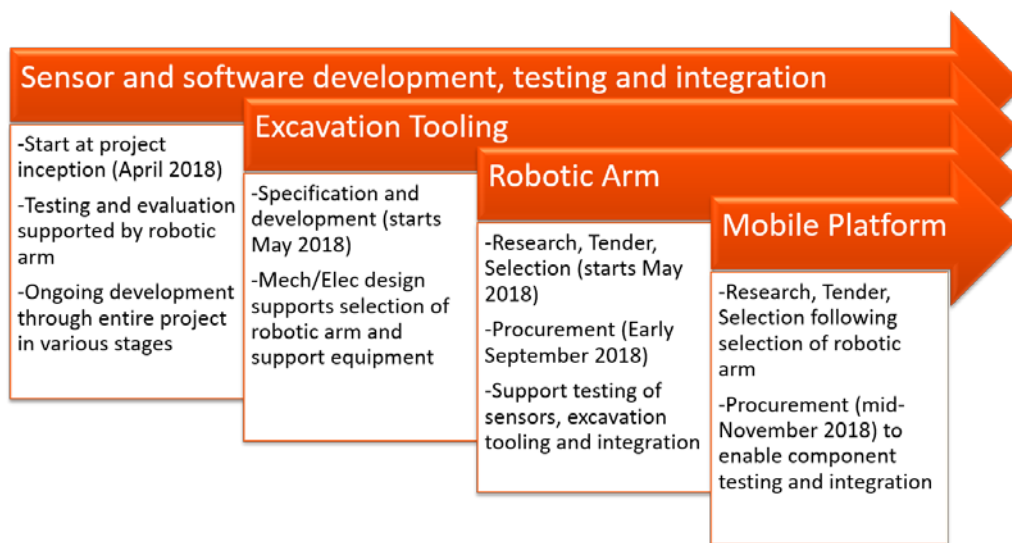 Sensor and software development, testing and integration
-Start at project
inception (April 2018)
-Testing and evaluation
supported by robotic
arm
-Ongoing development
through entire project
in various stages
Excavation Tooling
-Specification and
development (starts
May 2018)
-Mech/Elec design
supports selection of
robotic arm and
support equipment
Robotic Arm
-Research, Tender,
Selection (starts May
2018)
-Procurement (Early
September 2018)
-Support testing of
sensors, excavation
tooling and integration
Mobile Platform
-Research, Tender,
Selection following
selection of robotic
arm
-Procurement (mid-
November 2018) to
enable component
testing and integration